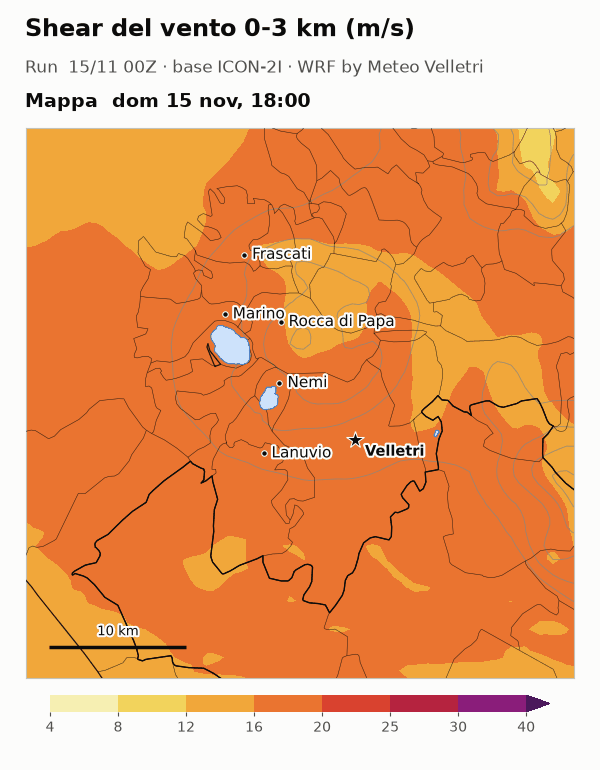 Shear del vento 0-3 km (m/s)
Run  15/11 00Z · base ICON-2I · WRF by Meteo Velletri
Mappa  dom 15 nov, 18:00
Frascati
Marino
Rocca di Papa
Nemi
Velletri
Lanuvio
10 km
4 8 12 16 20 25 30 40